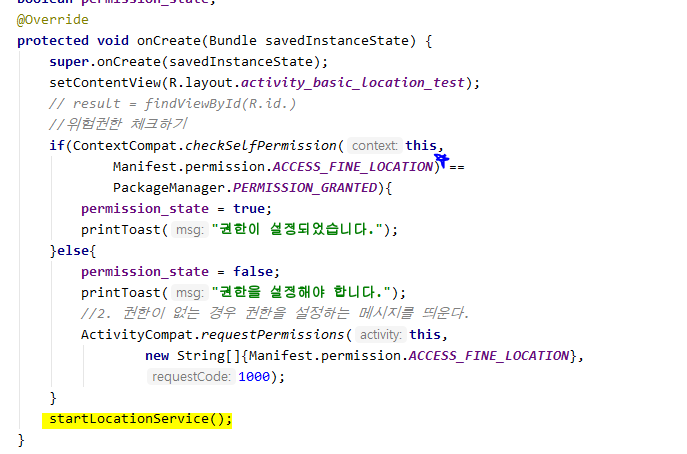 boolean permission_state;
@Override
protected void onCreate(Bundle savedInstanceState) {
super.onCreate(savedInstanceState);
setContentView(R.layout.activity_basic_location_test);
// result = findViewById(R.id.)
//위험권한 체크하기
if(ContextCompat.checkSelfPermission( context: this,
Manifest.permission.ACCESS_FINE_LOCATION) ==
PackageManager.PERMISSION_GRANTED){
permission_state = true;
printToast( msg: "권한이 설정되었습니다.");
}else{
permission_state = false;
printToast( msg: "권한을 설정해야 합니다.");
//2. 권한이 없는 경우 권한을 설정하는 메시지를 띄운다.
ActivityCompat.requestPermissions( activity: this,
new String[]{Manifest.permission.ACCESS_FINE_LOCATION},
requestCode: 1000);
}
startLocationService();
}